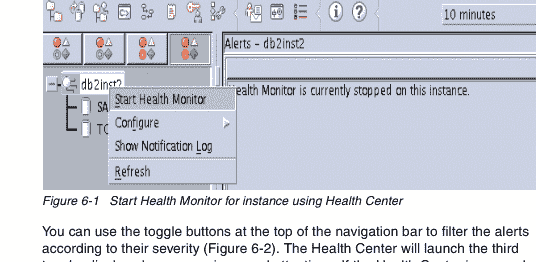 10 minutes
Alerts - db2inst2
db2inst2
Health Monitor is currently stopped on this instance.
Start Health Monitor
SA
Configure
TO
Show Notification Log
Refresh
Figure 6-1 Start Health Monitor for instance using Health Center
You can use the toggle buttons at the top of the navigation bar to filter the alerts
according to their severity (Figure 6-2). The Health Center will launch the third